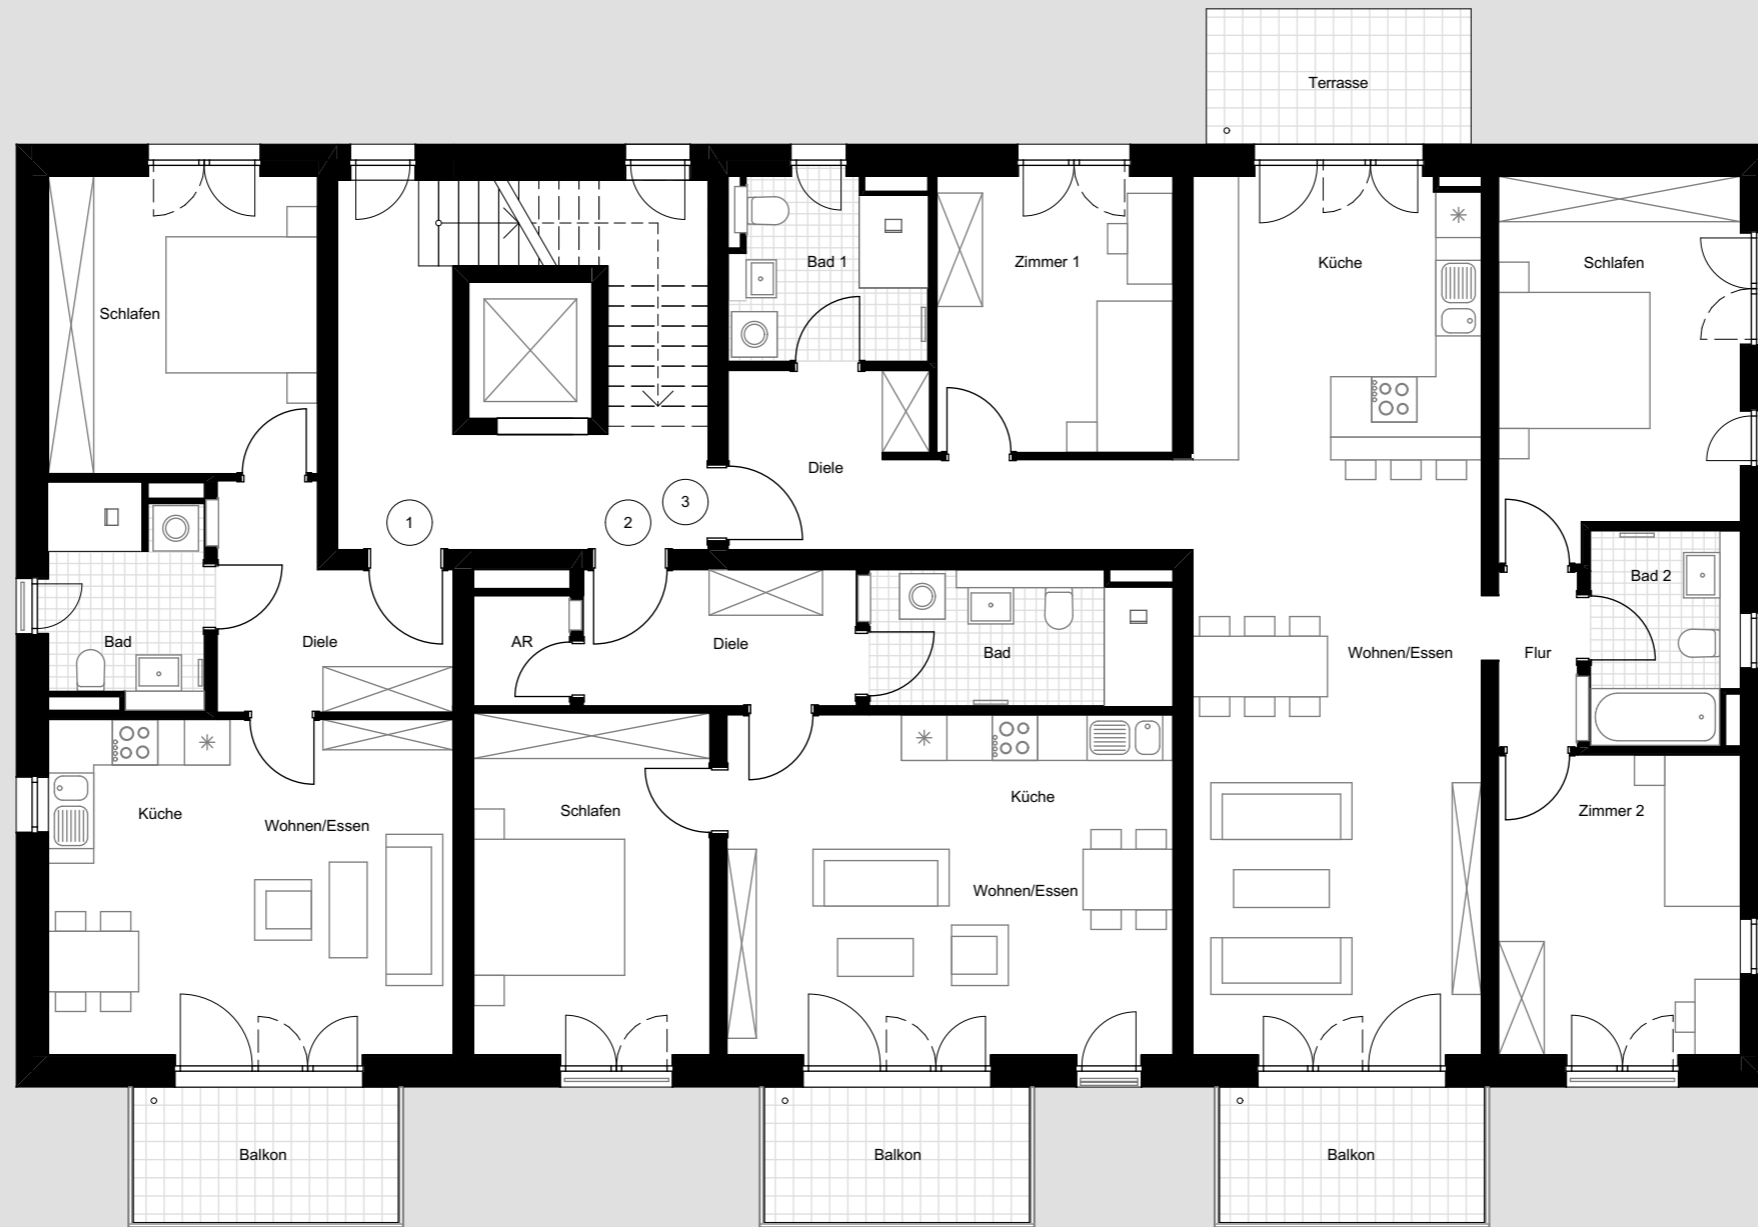 Terrasse
Bad 1
Zimmer 1
Küche
Schlafen
Schlafen
Diele
3
1
2
Bad 2
Bad
Diele
AR
Diele
Bad
Wohnen/Essen
Flur
Küche
Wohnen/Essen
Schlafen
Küche
Zimmer 2
Wohnen/Essen
Balkon
Balkon
Balkon